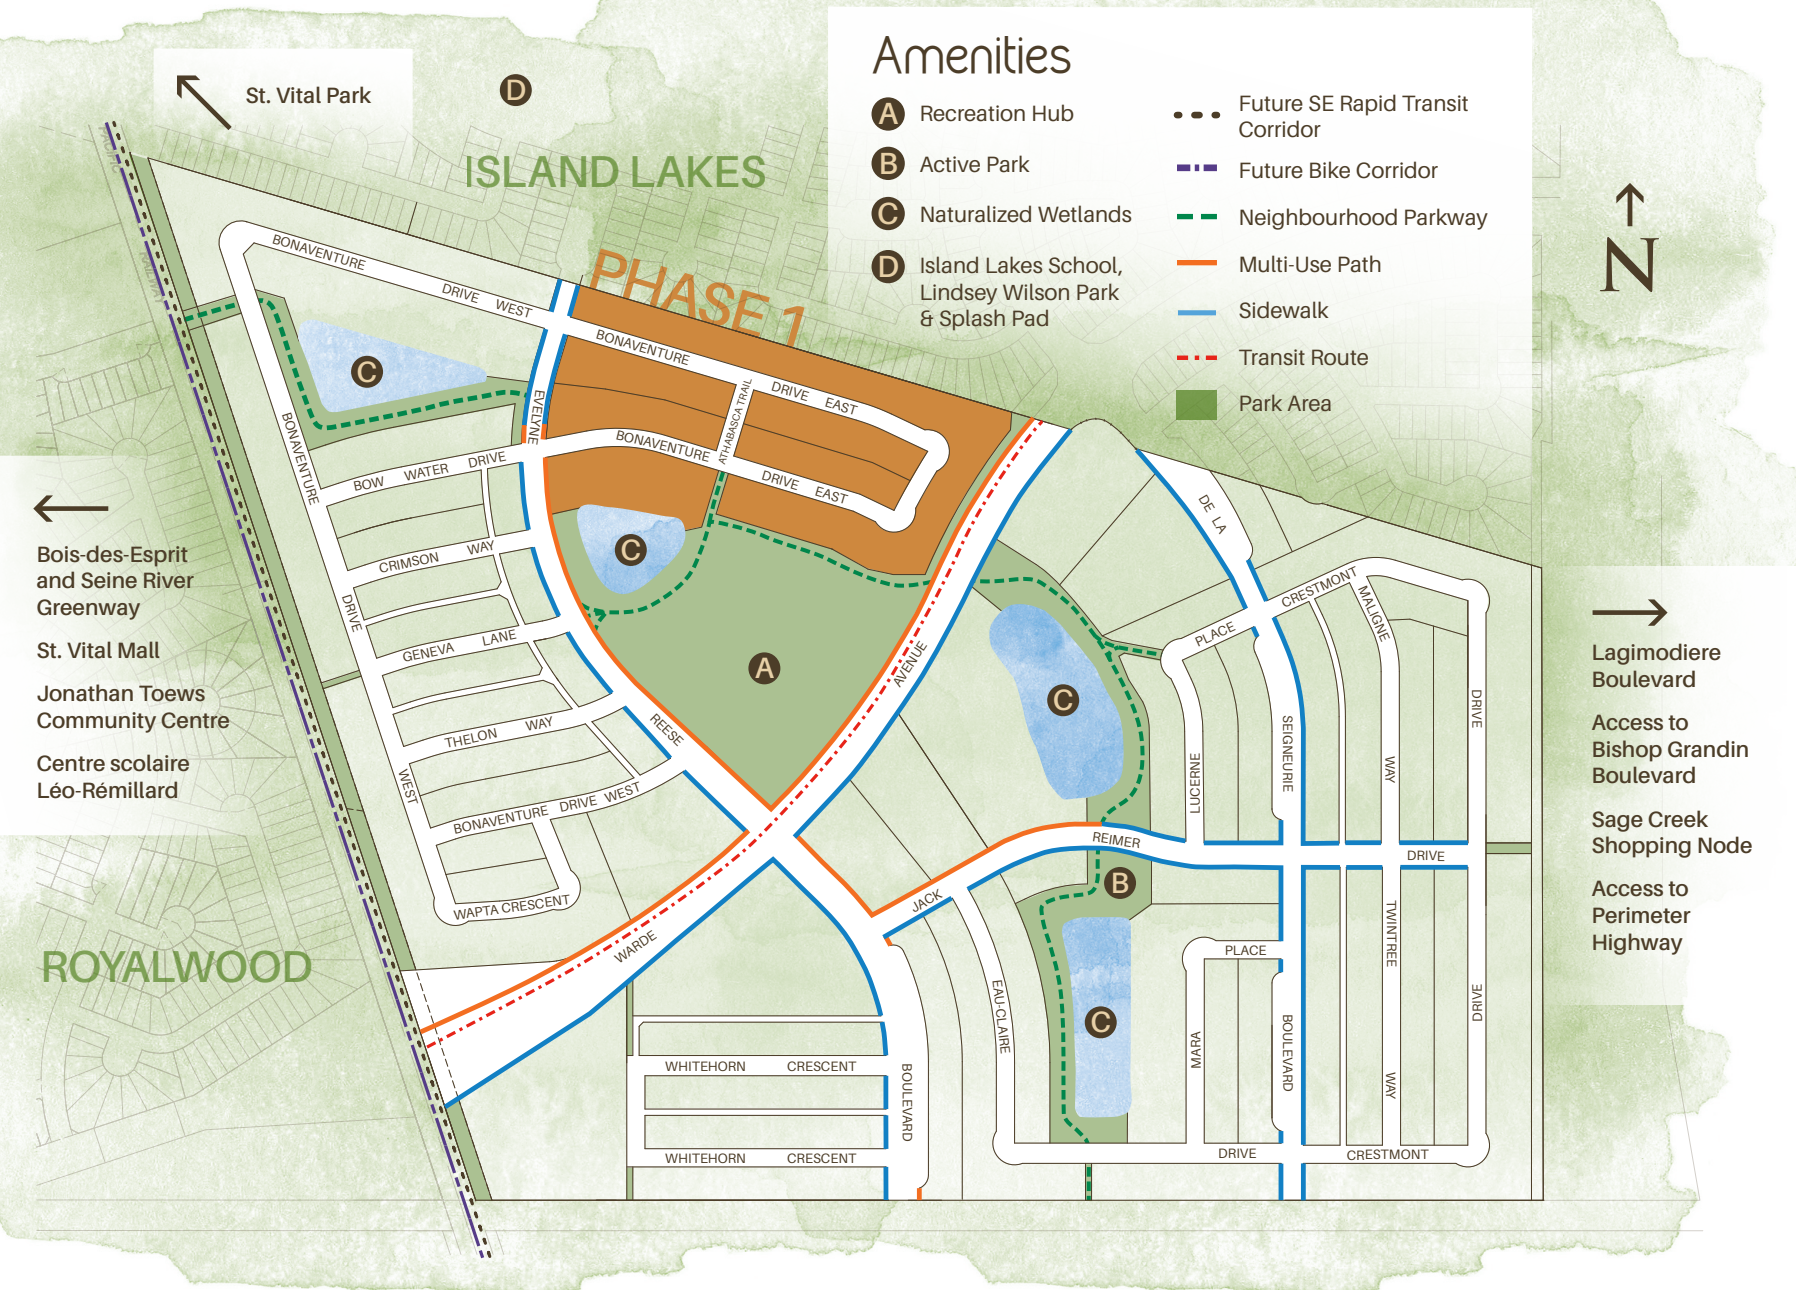 St. Vital Park
D
ISLAND LAKES
Amenities
A Recreation Hub
B Active Park
C Naturalized Wetlands
D Island Lakes School,
Lindsey Wilson Park
& Splash Pad
Future SE Rapid Transit
Corridor
Future Bike Corridor
Neighbourhood Parkway
Multi-Use Path
Sidewalk
Transit Route
Park Area
N
PHASE 1
PACIFIC
RAILWAY
BONAVENTURE
DRIVE WEST
BONAVENTURE
DRIVE EAST
ATHABASCA TRAIL
EVELYNE
BONAVENTURE
DRIVE EAST
C
BONAVENTURE
DRIVE
WEST
BOW WATER DRIVE
CRIMSON WAY
GENEVA LANE
THELON WAY
BONAVENTURE DRIVE WEST
WAPTA CRESCENT
C
A
REESE
AVENUE
WARDE
Bois-des-Esprit
and Seine River
Greenway
St. Vital Mall
Jonathan Toews
Community Centre
Centre scolaire
Léo-Rémillard
ROYALWOOD
DE LA
SEIGNEURIE
BOULEVARD
PLACE
CRESTMONT
MALIGNE
WAY
DRIVE
LUCERNE
C
REIMER
DRIVE
JACK
B
C
EAU-CLAIRE
PLACE
MARA
TWINTREE
WAY
DRIVE
DRIVE
CRESTMONT
WHITEHORN CRESCENT
WHITEHORN CRESCENT
BOULEVARD
Lagimodiere
Boulevard
Access to
Bishop Grandin
Boulevard
Sage Creek
Shopping Node
Access to
Perimeter
Highway